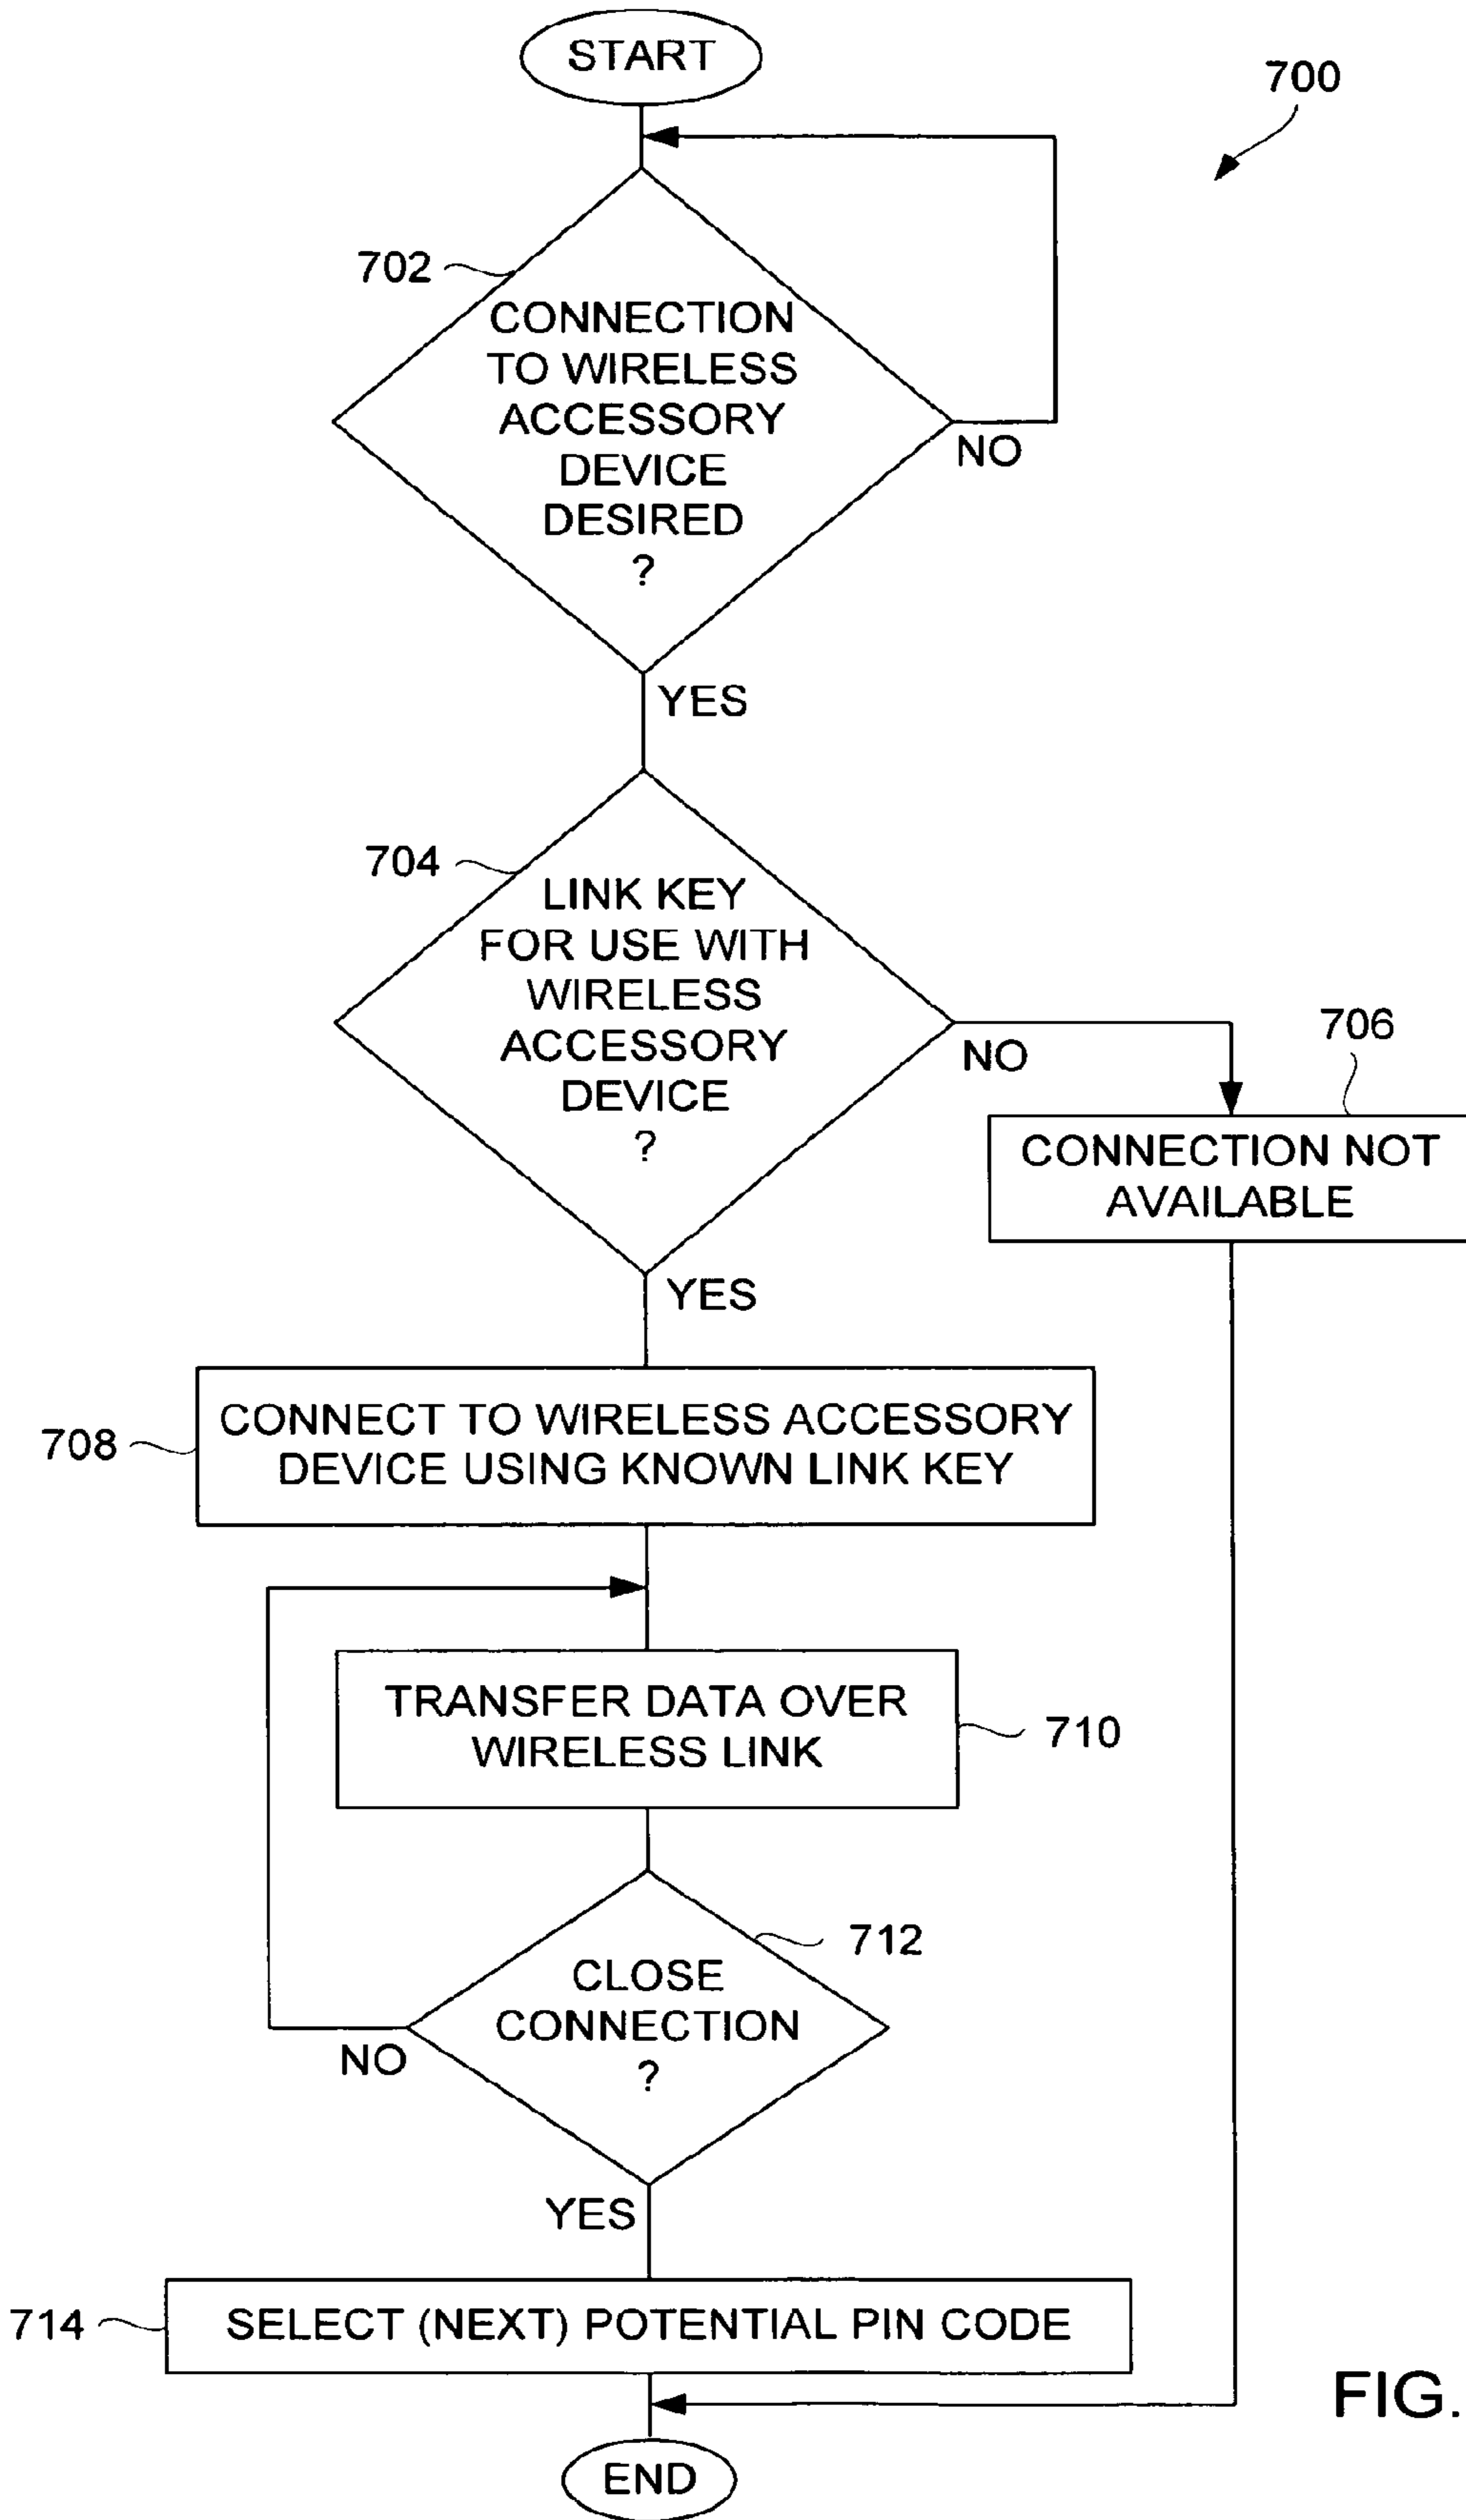 START
700
702
CONNECTION
TO WIRELESS
ACCESSORY
DEVICE
DESIRED
?
NO
YES
704
LINK KEY
FOR USE WITH
WIRELESS
ACCESSORY
DEVICE
?
NO
706
CONNECTION NOT
AVAILABLE
YES
708
CONNECT TO WIRELESS ACCESSORY
DEVICE USING KNOWN LINK KEY
TRANSFER DATA OVER
WIRELESS LINK
710
712
CLOSE
CONNECTION
?
NO
YES
714
SELECT (NEXT) POTENTIAL PIN CODE
FIG.
END